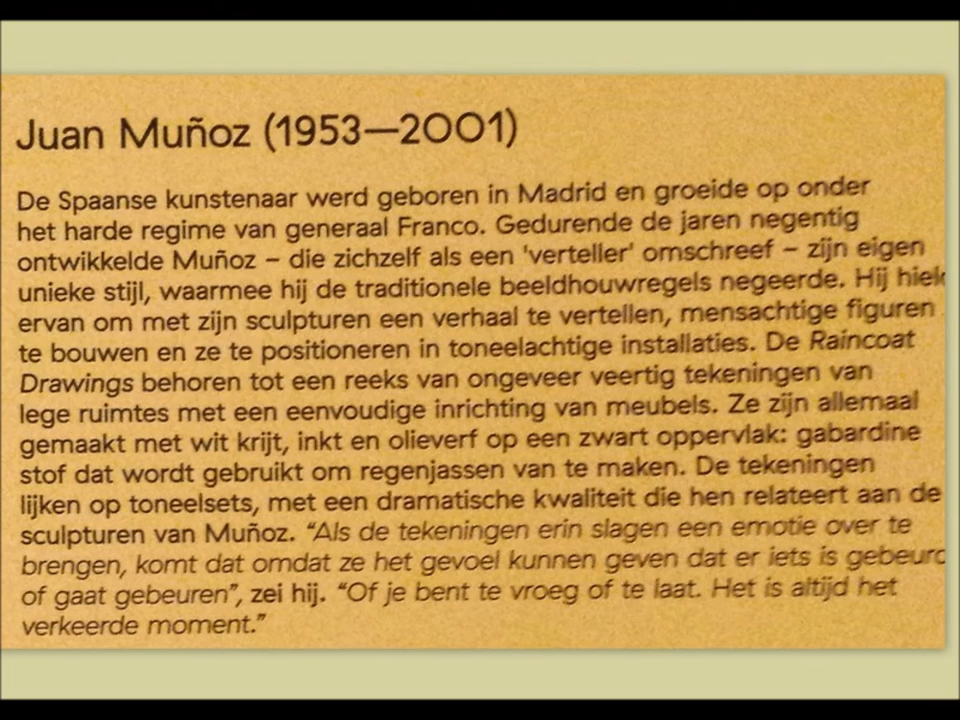 Juan Muñoz (1953—2001)
De Spaanse kunstenaar werd geboren in Madrid en groeide op onder
het harde regime van generaal Franco. Gedurende de jaren negentig
ontwikkelde Muñoz – die zichzelf als een 'verteller' omschreef – zijn eigen
unieke stijl, waarmee hij de traditionele beeldhouwregels negeerde. Hij
ervan om met zijn sculpturen een verhaal te vertellen, mensachtige figuren
te bouwen en ze te positioneren in toneelachtige installaties. De Raincoat
Drawings behoren tot een reeks van ongeveer veertig tekeningen van
lege ruimtes met een eenvoudige inrichting van meubels. Ze zijn allemaal
gemaakt met wit krijt, inkt en olieverf op een zwart oppervlak: gabardine
stof dat wordt gebruikt om regenjassen van te maken. De tekeningen
lijken op toneelsets, met een dramatische kwaliteit die hen relateert aan de
sculpturen van Muñoz. “Als de tekeningen erin slagen een emotie over te
brengen, komt dat omdat ze het gevoel kunnen geven dat er iets is
of gaat gebeuren”, zei hij. “Of je bent te vroeg of te laat. Het is altijd het
verkeerde moment.”